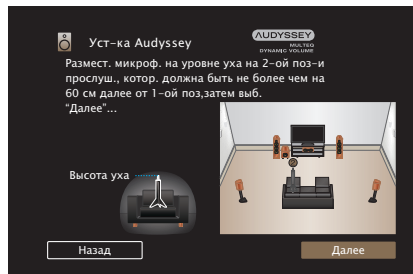 Уст-ка Audyssey
AUDYSSEY
MULTEQ
DYNAMIC VOLUME
Размест. микроф. на уровне уха на 2-ой поз-и
прослуш., котор. должна быть не более чем на
60 см далее от 1-ой поз,затем выб.
“Далее”...
Высота уха
Назад
Далее